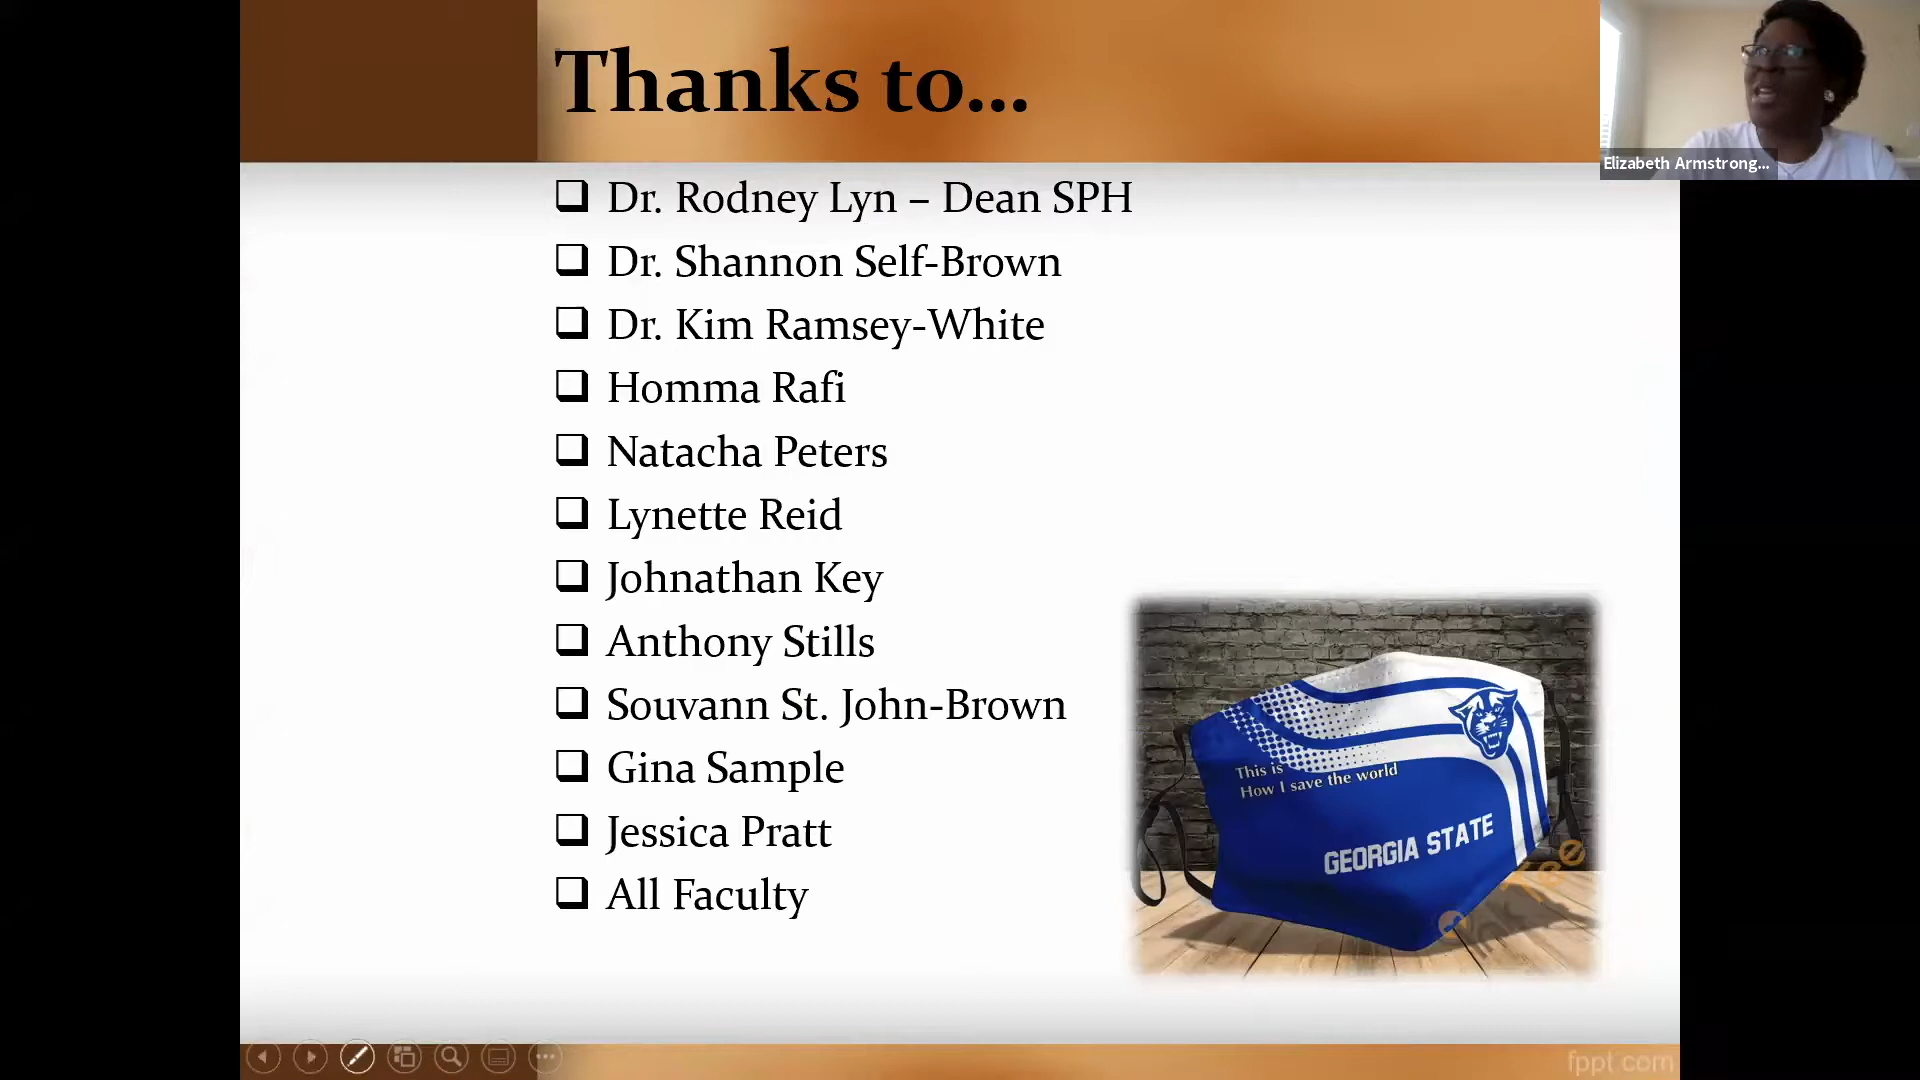 Thanks to...
Elizabeth Armstrong...
❑ Dr. Rodney Lyn – Dean SPH
❑ Dr. Shannon Self-Brown
❑ Dr. Kim Ramsey-White
❑ Homma Rafi
❑ Natacha Peters
❑ Lynette Reid
❑ Johnathan Key
❑ Anthony Stills
❑ Souvann St. John-Brown
❑ Gina Sample
❑ Jessica Pratt
❑ All Faculty
This is
How I save the world
GEORGIA STATE
fppt.com